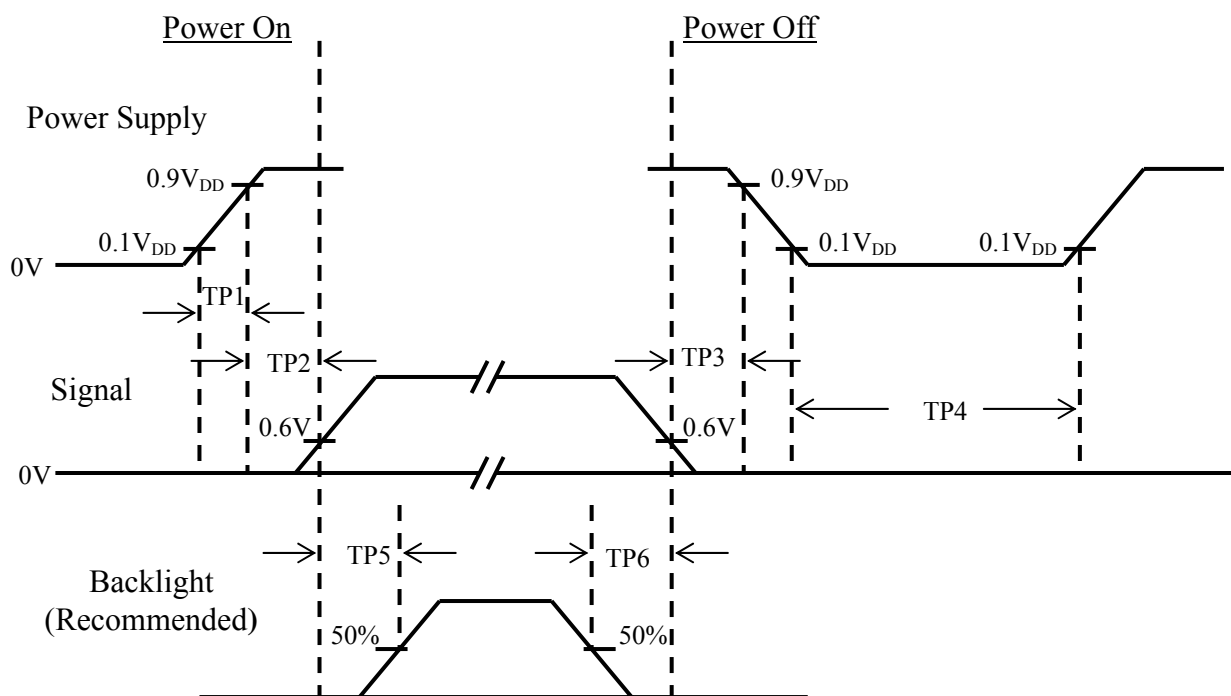 Power On
Power Off
Power Supply
0.9VDD
0.9VDD
0.1VDD
0.1VDD
0.1VDD
0V
TP1
TP2
TP3
Signal
TP4
0.6V
0.6V
0V
TP5
TP6
Backlight
(Recommended)
50%
50%